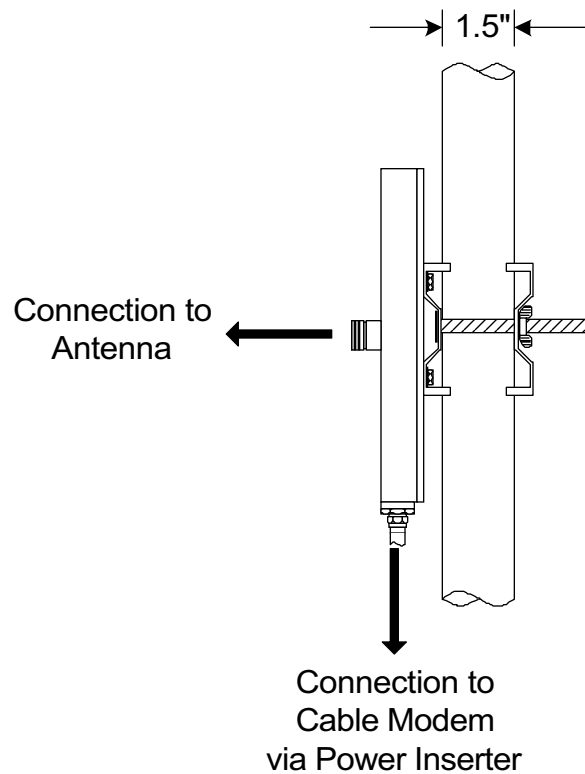 1.5"
Connection to
Antenna
Connection to
Cable Modem
via Power Inserter